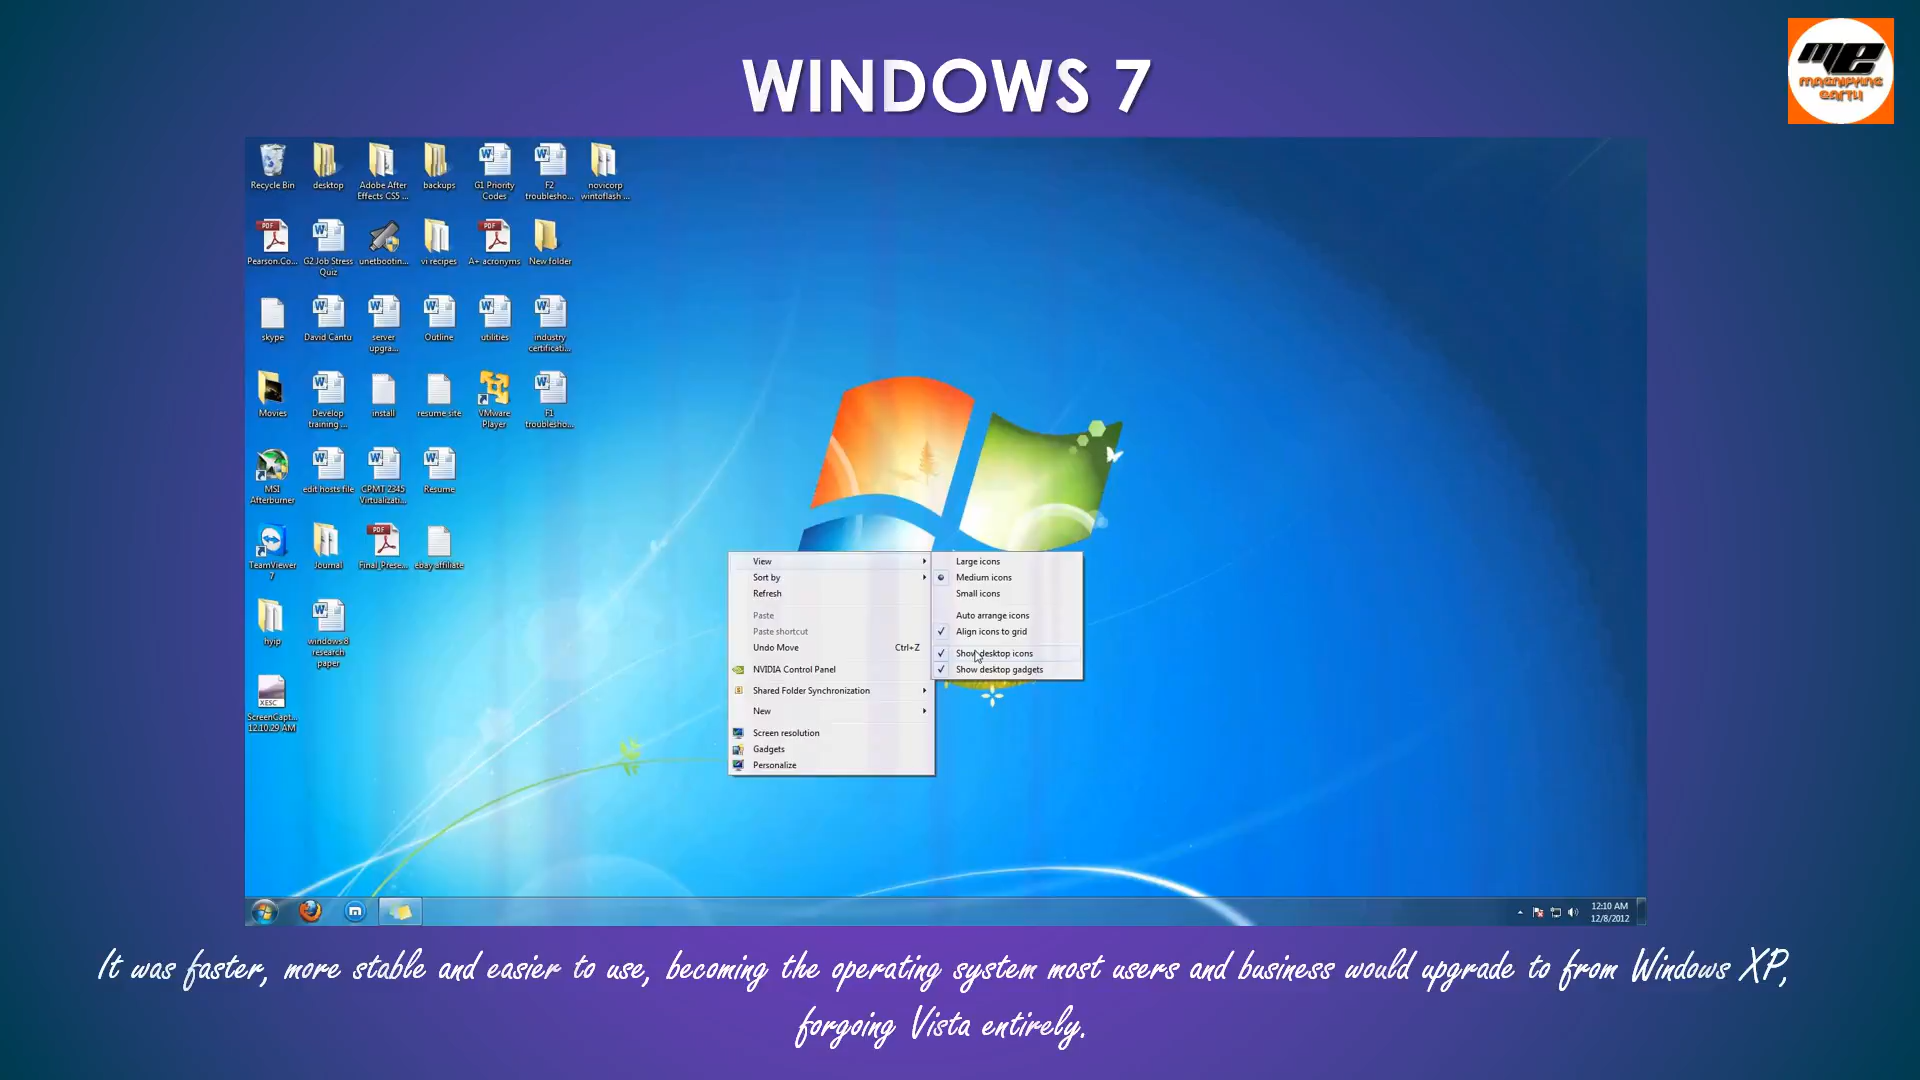 WINDOWS 7
me
MAGNIFYING
EARTH
Recycle Bin
desktop
Adobe After
Effects CS5 ...
backups
G1 Priority
Codes
F2
troublesho...
novicorp
wintoflash ...
Pearson.Co...
G2 Job Stress
Quiz
unetbootin...
vi recipes
A+ acronyms
New folder
skype
David Cantu
server
upgra...
Outline
utilities
industry
certificati...
Movies
Develop
training ...
install
resume site
VMware
Player
F1
troublesho...
MSI
Afterburner
edit hosts file
CPMT 2345
Virtualizati...
Resume
TeamViewer
7
Journal
Final_Prese...
ebay affiliate
hyip
windows 8
research
paper
XESC
ScreenCapt...
12.10.29 AM
View
Sort by
Refresh
Paste
Paste shortcut
Undo Move Ctrl+Z
NVIDIA Control Panel
Shared Folder Synchronization
New
Screen resolution
Gadgets
Personalize
Large icons
Medium icons
Small icons
Auto arrange icons
Align icons to grid
Show desktop icons
Show desktop gadgets
12:10 AM
12/8/2012
It was faster, more stable and easier to use, becoming the operating system most users and business would upgrade to from Windows XP,
forgoing Vista entirely.